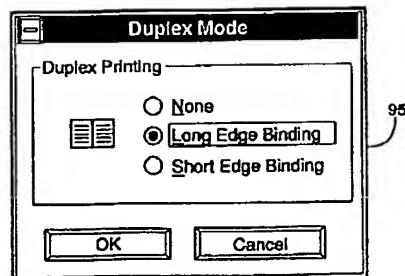 Duplex Mode
Duplex Printing
None
Long Edge Binding
Short Edge Binding
95
OK
Cancel